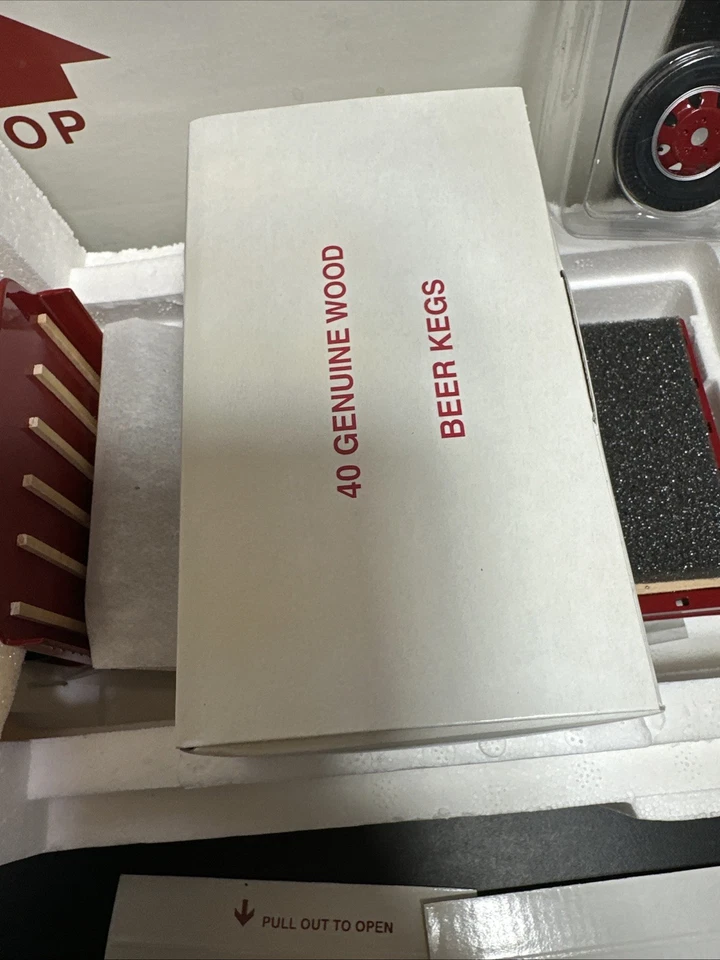 OP
40 GENUINE WOOD
BEER KEGS
PULL OUT TO OPEN